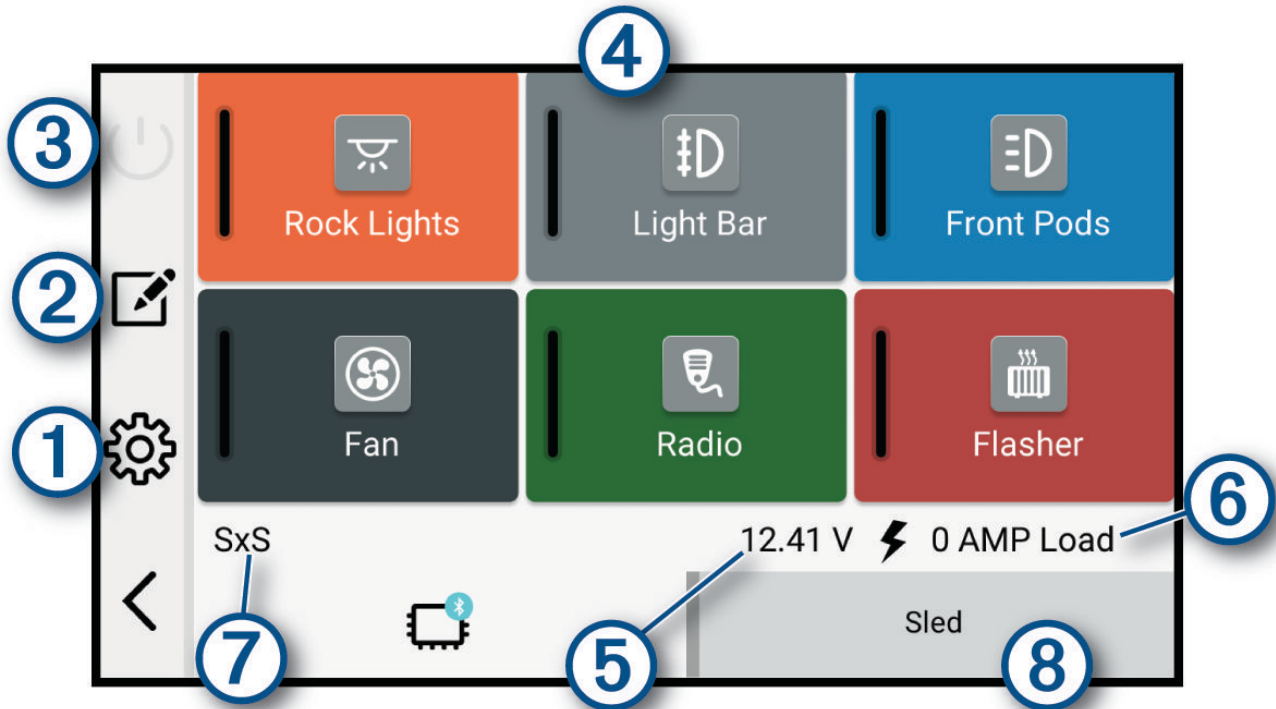 4
3
Rock Lights
Light Bar
Front Pods
2
1
Fan
Radio
Flasher
6
SxS
12.41 V
0 AMP Load
Sled
7
5
8